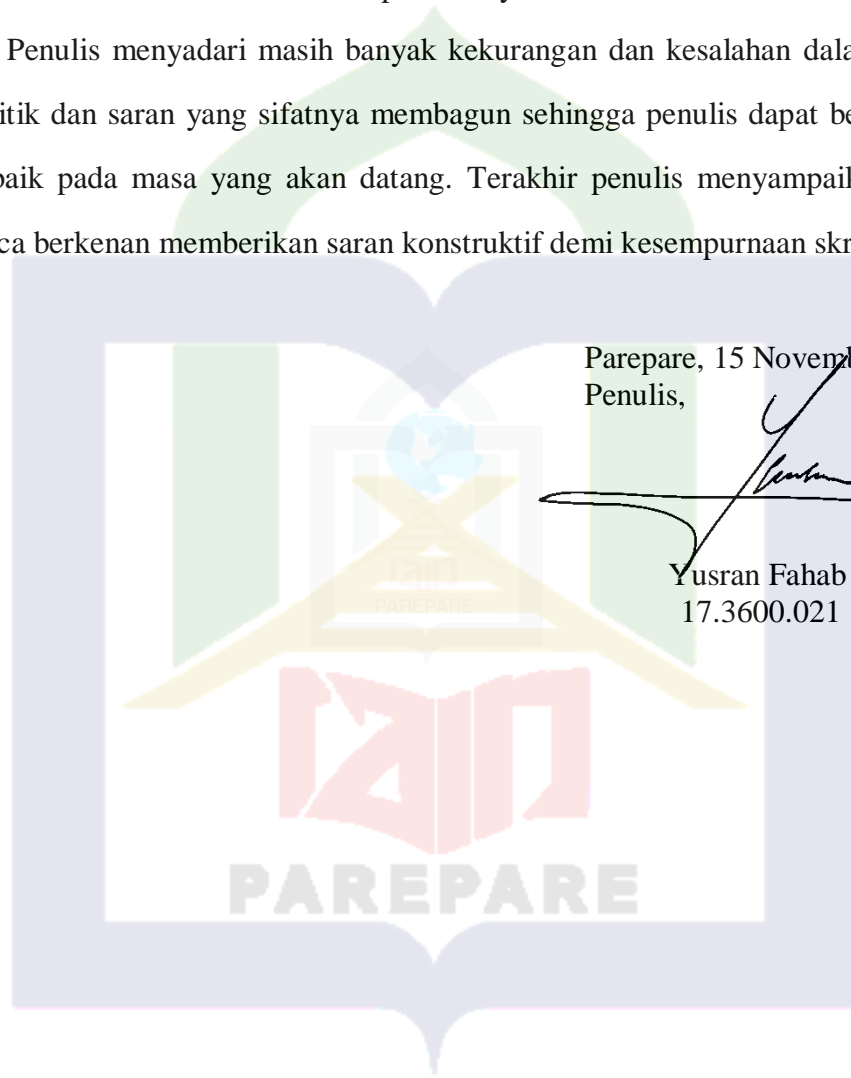 Penulis menyadari masih banyak kekurangan dan kesalahan dala
itik dan saran yang sifatnya membagun sehingga penulis dapat be
baik pada masa yang akan datang. Terakhir penulis menyampaik
ca berkenan memberikan saran konstruktif demi kesempurnaan skr
Parepare, 15 Novemb
Penulis,
Yusran Fahab
17.3600.021
PAREPARE
iain
PAREPARE